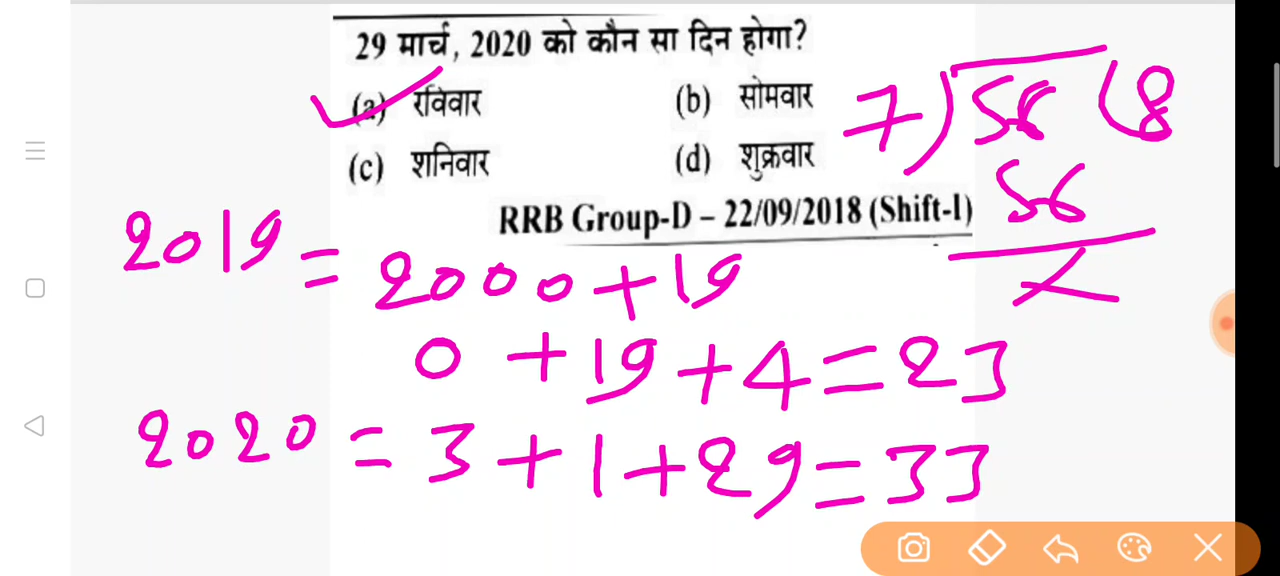 29 मार्च, 2020 को कौन सा दिन होगा?
(a) रविवार (b) सोमवार
(c) शनिवार (d) शुक्रवार
RRB Group-D – 22/09/2018 (Shift-I)
7) 56 (8
56
2019 = 2000 + 19
0 + 19 + 4 = 23
2020 = 3 + 1 + 29 = 33